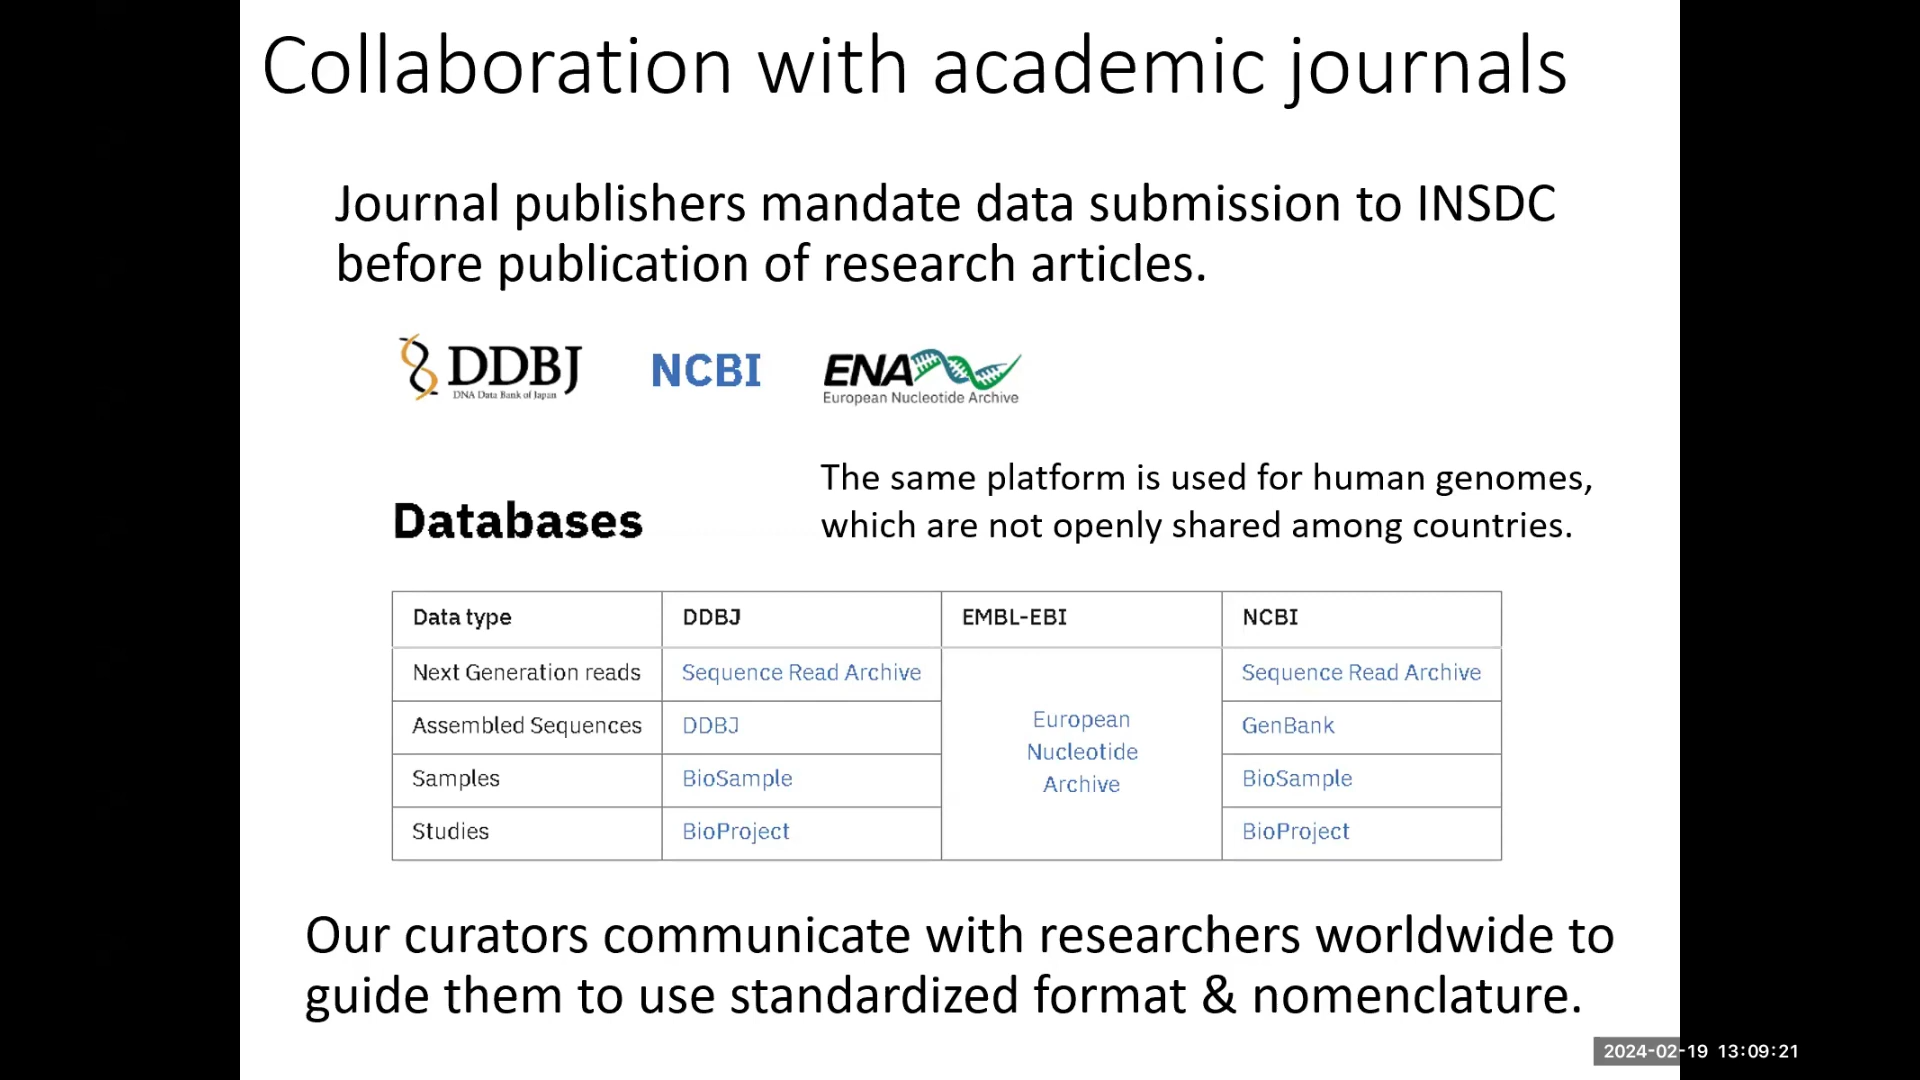 Collaboration with academic journals
Journal publishers mandate data submission to INSDC
before publication of research articles.
DDBJ
DNA Data Bank of Japan
NCBI
ENA
European Nucleotide Archive
The same platform is used for human genomes,
which are not openly shared among countries.
Databases
Data type DDBJ EMBL-EBI NCBI
Next Generation reads Sequence Read Archive Sequence Read Archive
Assembled Sequences DDBJ GenBank
European
Nucleotide
Archive
Samples BioSample BioSample
Studies BioProject BioProject
Our curators communicate with researchers worldwide to
guide them to use standardized format & nomenclature.
2024-02-19 13:09:21